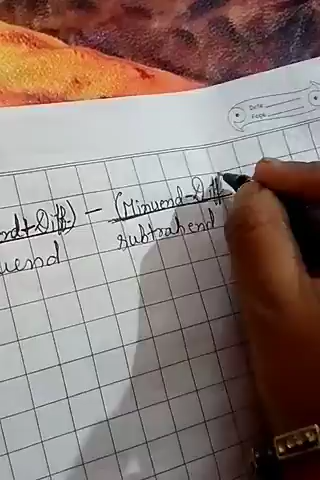 Date
Page
nd + Diff) - (Minuend - Diff
uend subtrahend